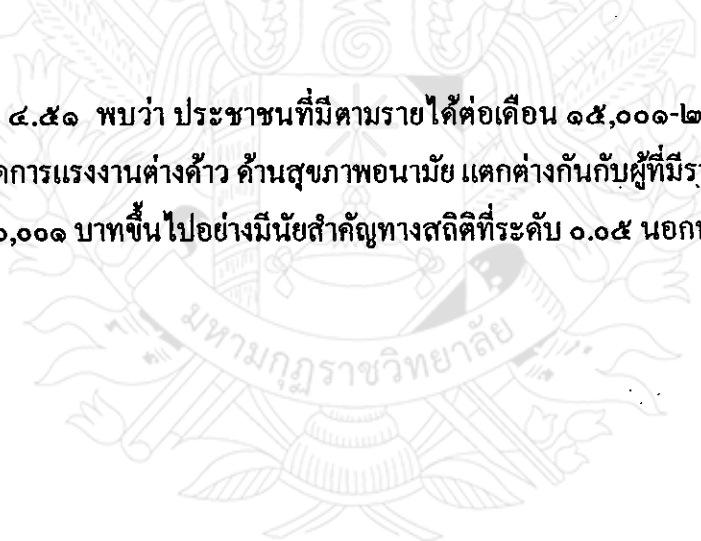 ๔.๕๑ พบว่า ประชาชนที่มีตามรายได้ต่อเดือน ๑๕,๐๐๑-๒
การแรงงานต่างด้าว ด้านสุขภาพอนามัย แตกต่างกันกับผู้ที่มี
๐,๐๐๑ บาทขึ้นไปอย่างมีนัยสำคัญทางสถิติที่ระดับ ๐.๐๕
มหามกุฏราชวิทยาลัย